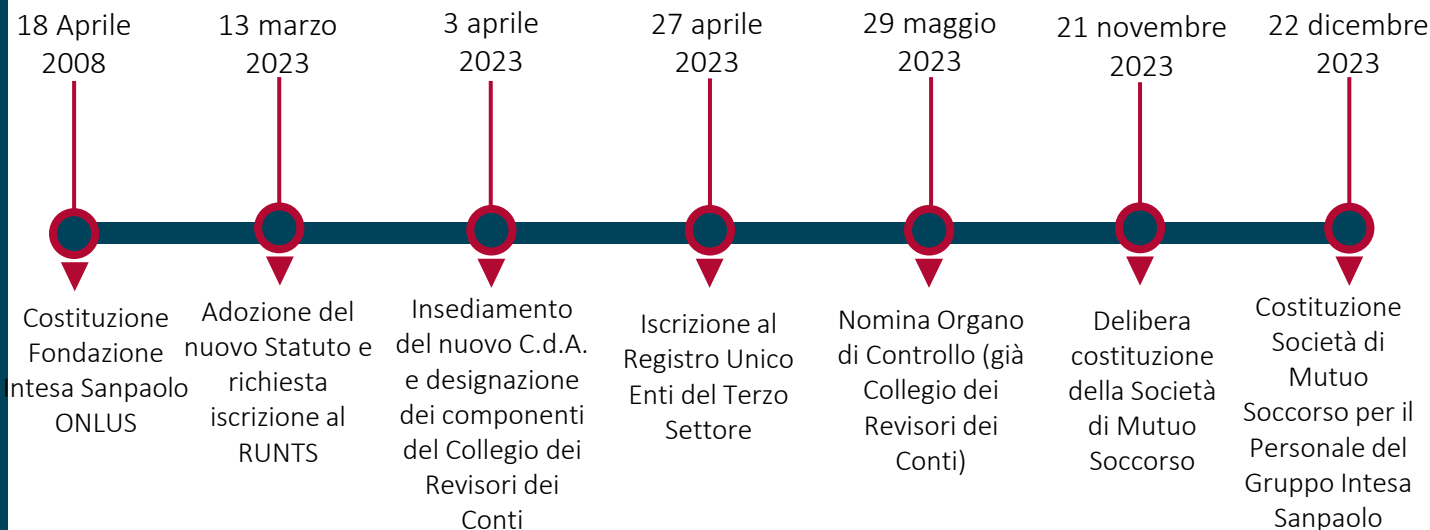 18 Aprile
2008
13 marzo
2023
3 aprile
2023
27 aprile
2023
29 maggio
2023
21 novembre
2023
22 dicembre
2023
Costituzione
Fondazione
Intesa Sanpaolo
ONLUS
Adozione del
nuovo Statuto e
richiesta
iscrizione al
RUNTS
Insediamento
del nuovo C.d.A.
e designazione
dei componenti
del Collegio dei
Revisori dei
Conti
Iscrizione al
Registro Unico
Enti del Terzo
Settore
Nomina Organo
di Controllo (già
Collegio dei
Revisori dei
Conti)
Delibera
costituzione
della Società
di Mutuo
Soccorso
Costituzione
Società di
Mutuo
Soccorso per il
Personale del
Gruppo Intesa
Sanpaolo